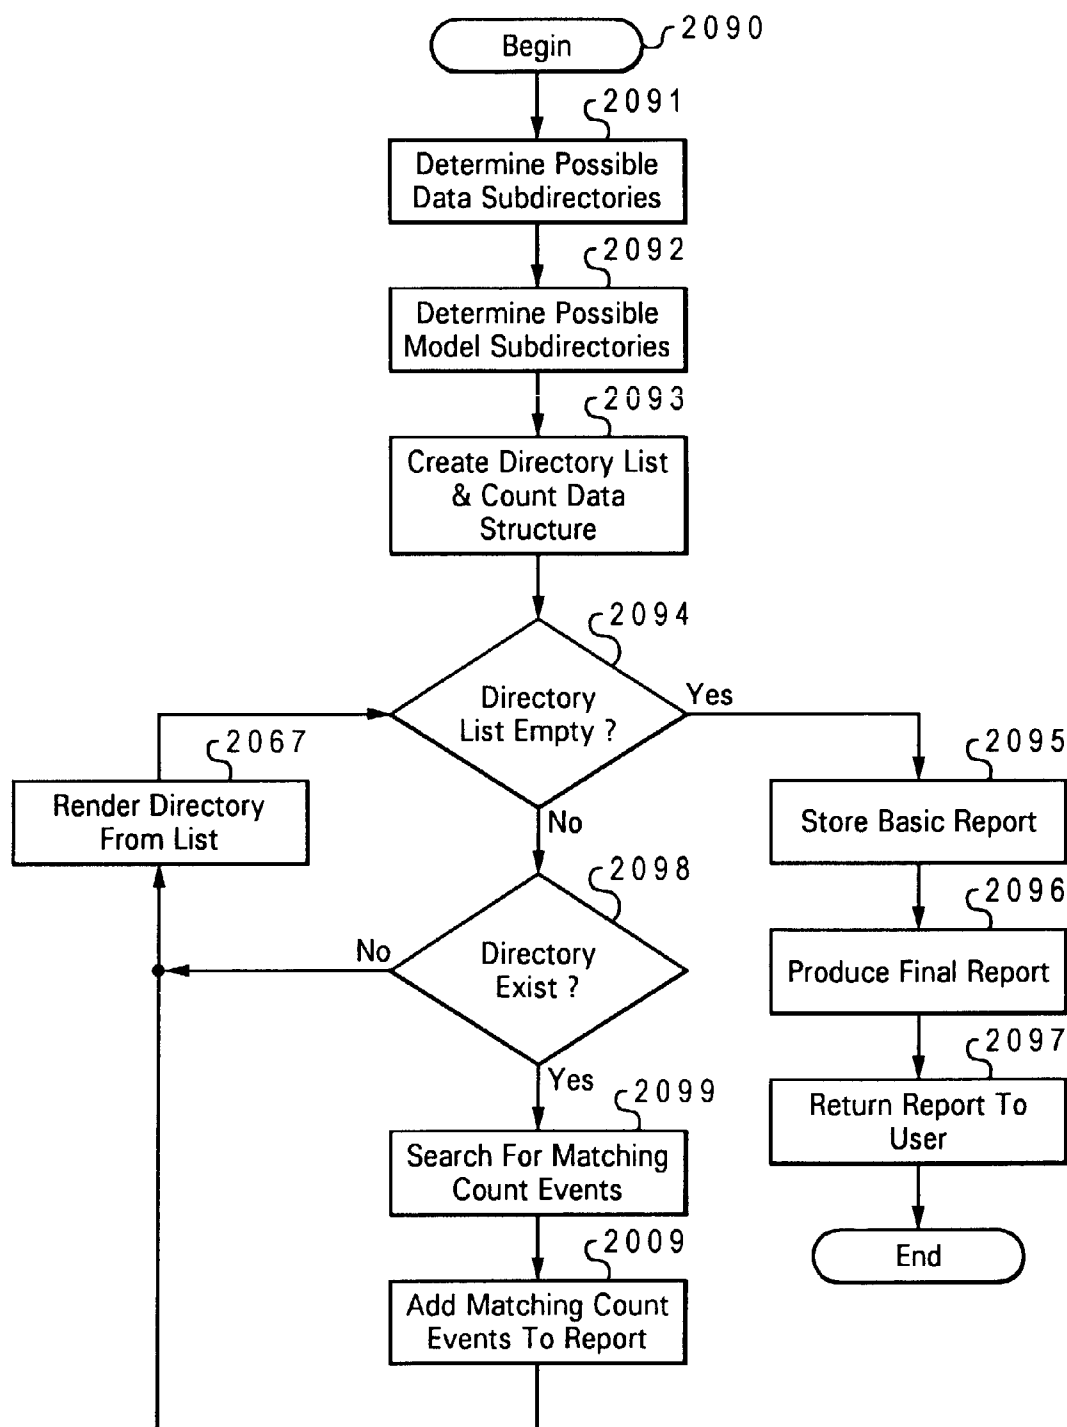 Begin
2090
2091
Determine Possible
Data Subdirectories
2092
Determine Possible
Model Subdirectories
2093
Create Directory List
& Count Data
Structure
2094
Directory
List Empty ?
Yes
No
2067
Render Directory
From List
2095
Store Basic Report
2096
Produce Final Report
2097
Return Report To
User
End
2098
Directory
Exist ?
No
Yes
2099
Search For Matching
Count Events
2009
Add Matching Count
Events To Report